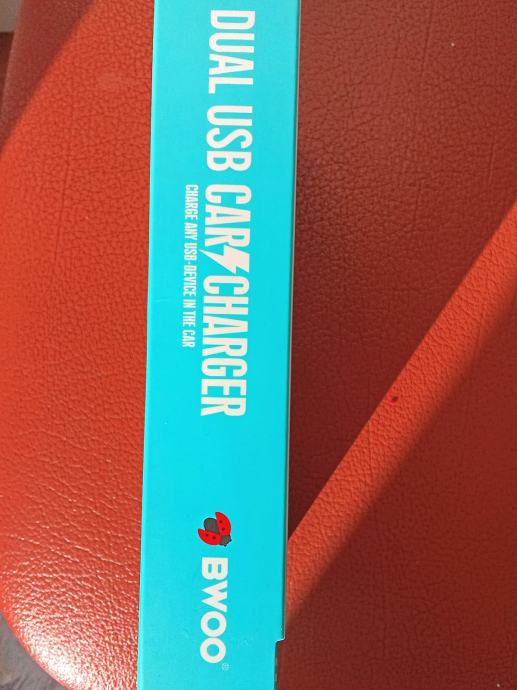 DUAL USB CAR CHARGER
CHARGE ANY USB-DEVICE IN THE CAR
BWOO®